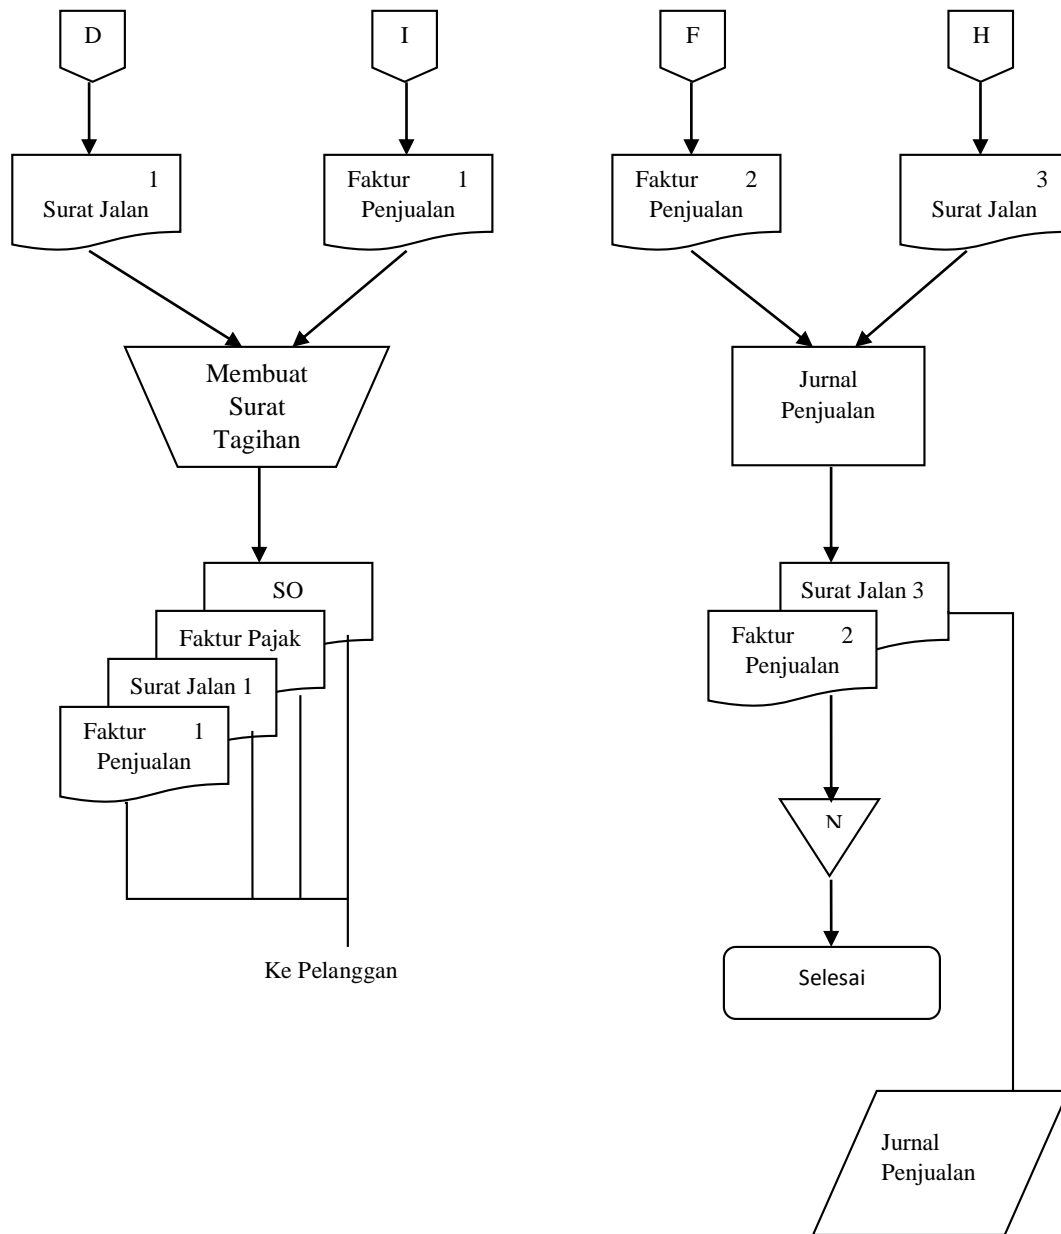 D
I
F
H
1
Surat Jalan
Faktur 1
Penjualan
Faktur 2
Penjualan
3
Surat Jalan
Membuat
Surat
Tagihan
Jurnal
Penjualan
SO
Faktur Pajak
Surat Jalan 1
Faktur 1
Penjualan
Ke Pelanggan
Surat Jalan 3
Faktur 2
Penjualan
N
Selesai
Jurnal
Penjualan